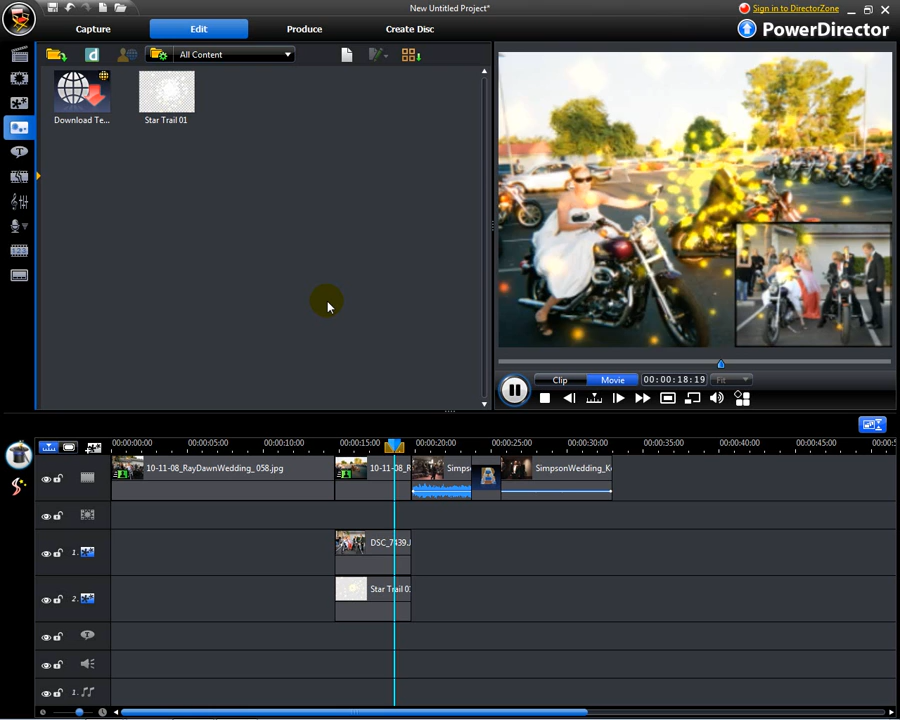 New Untitled Project*
Sign in to DirectorZone
Capture
Edit
Produce
Create Disc
PowerDirector
All Content
Download Te...
Star Trail 01
Clip
Movie
00:00:18:19
Fit
00:00:00:00
00:00:05:00
00:00:10:00
00:00:15:00
00:00:20:00
00:00:25:00
00:00:30:00
00:00:35:00
00:00:40:00
00:00:45:00
10-11-08_RayDawnWedding_058.jpg
10-11-08_R
Simps
SimpsonWedding_K
1.
DSC_7439.J
2.
Star Trail 01
1.